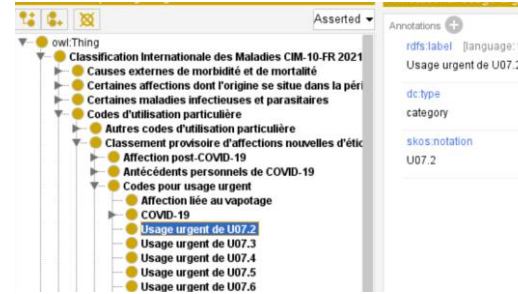 Asserted
owl:Thing
Classification Internationale des Maladies CIM-10-FR 2021
Causes externes de morbidité et de mortalité
Certaines affections dont l'origine se situe dans la péri
Certaines maladies infectieuses et parasitaires
Codes d'utilisation particulière
Autres codes d'utilisation particulière
Classement provisoire d'affections nouvelles d'étic
Affection post-COVID-19
Antécédents personnels de COVID-19
Codes pour usage urgent
Affection liée au vapotage
COVID-19
Usage urgent de U07.2
Usage urgent de U07.3
Usage urgent de U07.4
Usage urgent de U07.5
Usage urgent de U07.6
Annotations
rdfs:label [language:
Usage urgent de U07.2
dc:type
category
skos:notation
U07.2